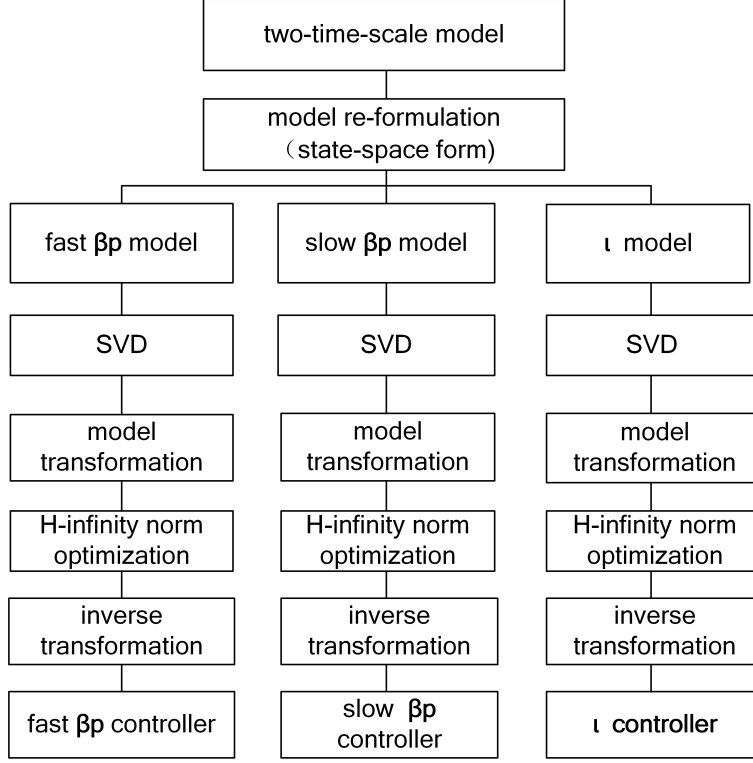 two-time-scale model
model re-formulation
（state-space form)
fast βp model
slow βp model
ι model
SVD
SVD
SVD
model
transformation
model
transformation
model
transformation
H-infinity norm
optimization
H-infinity norm
optimization
H-infinity norm
optimization
inverse
transformation
inverse
transformation
inverse
transformation
fast βp controller
slow βp
controller
ι controller